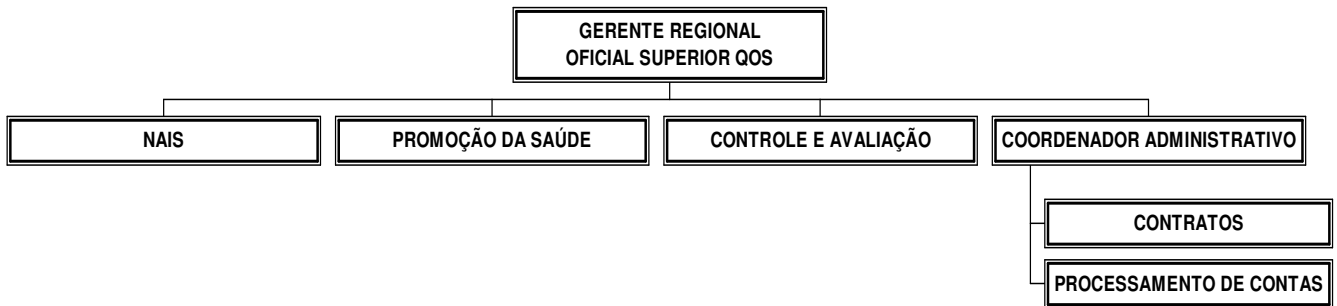 GERENTE REGIONAL
OFICIAL SUPERIOR QOS
NAIS
PROMOÇÃO DA SAÚDE
CONTROLE E AVALIAÇÃO
COORDENADOR ADMINISTRATIVO
CONTRATOS
PROCESSAMENTO DE CONTAS